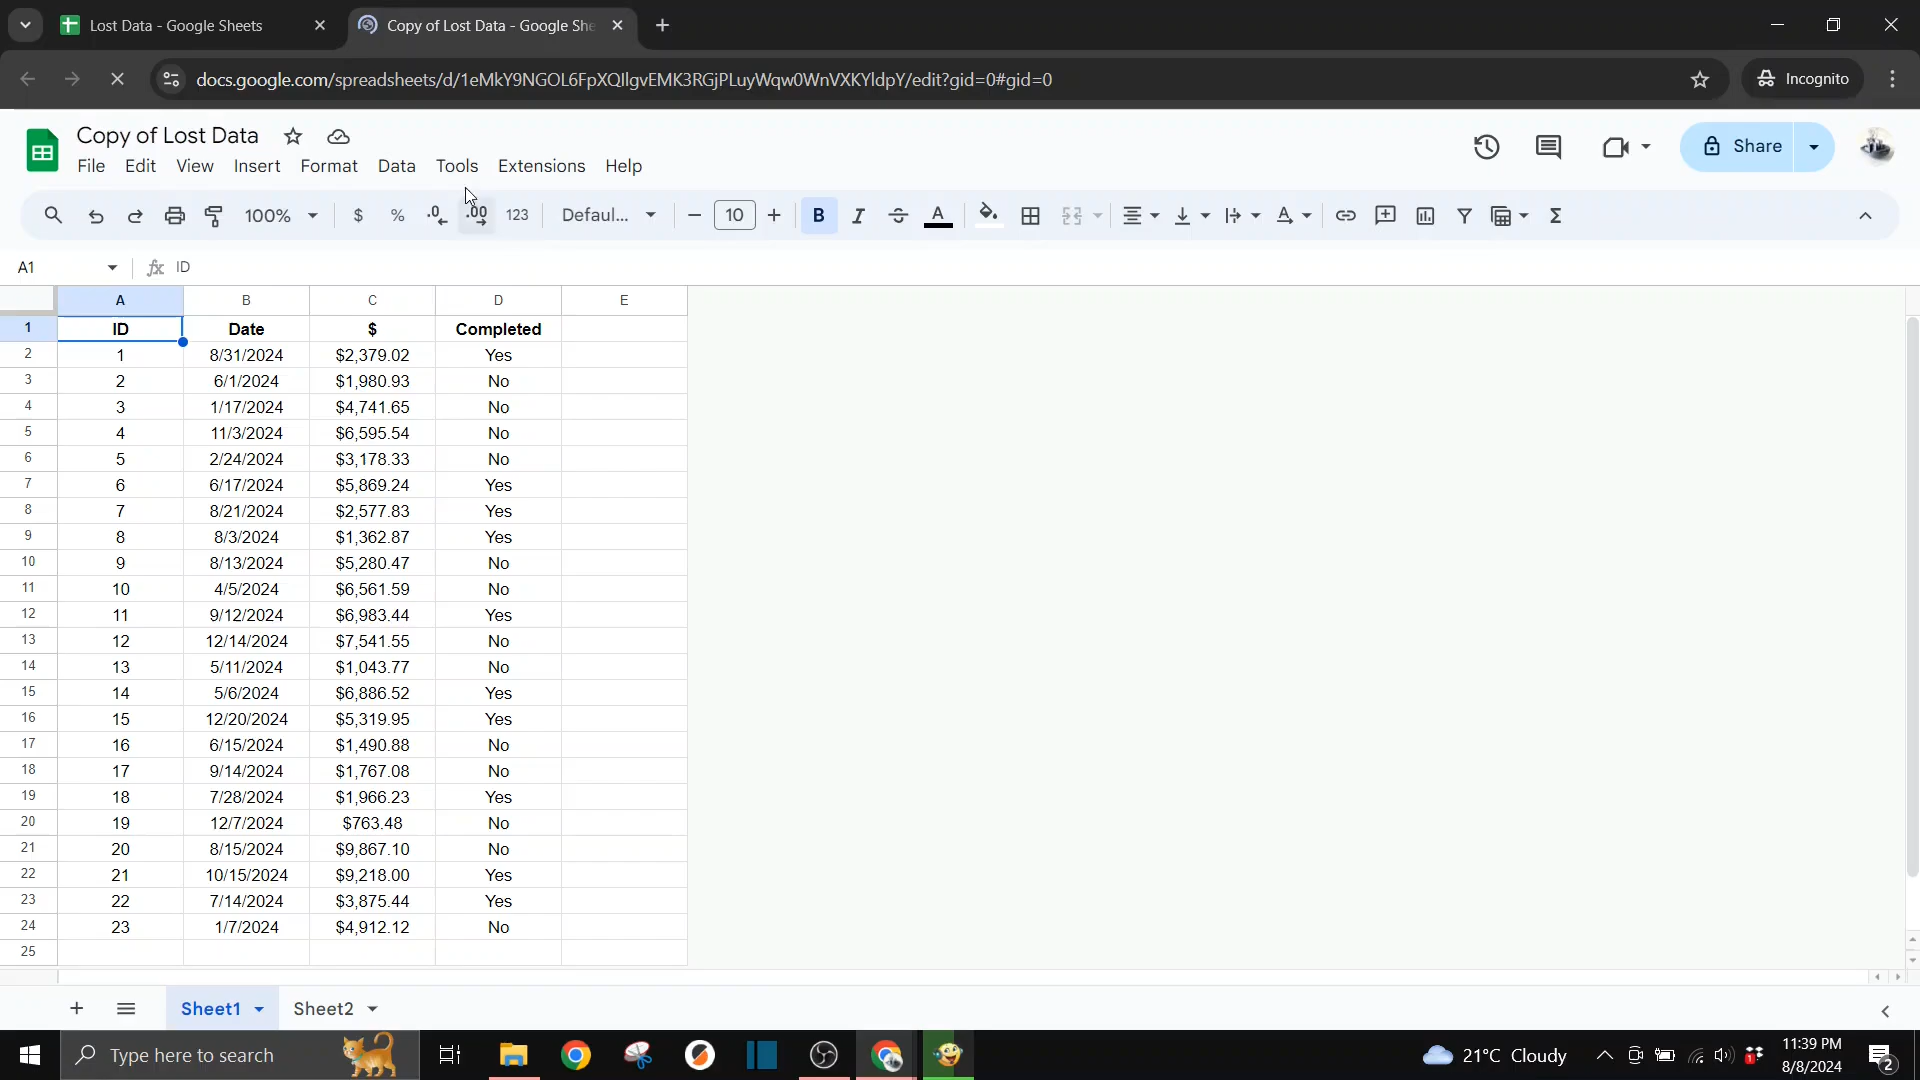 Lost Data - Google Sheets
Copy of Lost Data - Google She
docs.google.com/spreadsheets/d/1eMkY9NGOL6FpXQIlgvEMK3RGjPLuyWqw0WnVXKYldpY/edit?gid=0#gid=0
Incognito
Copy of Lost Data
File Edit View Insert Format Data Tools Extensions Help
Share
100% $ % .0 .00 123 Defaul... 10 B I A
A1 fx ID
A B C D E
1 ID Date $ Completed
2 1 8/31/2024 $2,379.02 Yes
3 2 6/1/2024 $1,980.93 No
4 3 1/17/2024 $4,741.65 No
5 4 11/3/2024 $6,595.54 No
6 5 2/24/2024 $3,178.33 No
7 6 6/17/2024 $5,869.24 Yes
8 7 8/21/2024 $2,577.83 Yes
9 8 8/3/2024 $1,362.87 Yes
10 9 8/13/2024 $5,280.47 No
11 10 4/5/2024 $6,561.59 No
12 11 9/12/2024 $6,983.44 Yes
13 12 12/14/2024 $7,541.55 No
14 13 5/11/2024 $1,043.77 No
15 14 5/6/2024 $6,886.52 Yes
16 15 12/20/2024 $5,319.95 Yes
17 16 6/15/2024 $1,490.88 No
18 17 9/14/2024 $1,767.08 No
19 18 7/28/2024 $1,966.23 Yes
20 19 12/7/2024 $763.48 No
21 20 8/15/2024 $9,867.10 No
22 21 10/15/2024 $9,218.00 Yes
23 22 7/14/2024 $3,875.44 Yes
24 23 1/7/2024 $4,912.12 No
25
Sheet1 Sheet2
Type here to search
21°C Cloudy
11:39 PM
8/8/2024
2